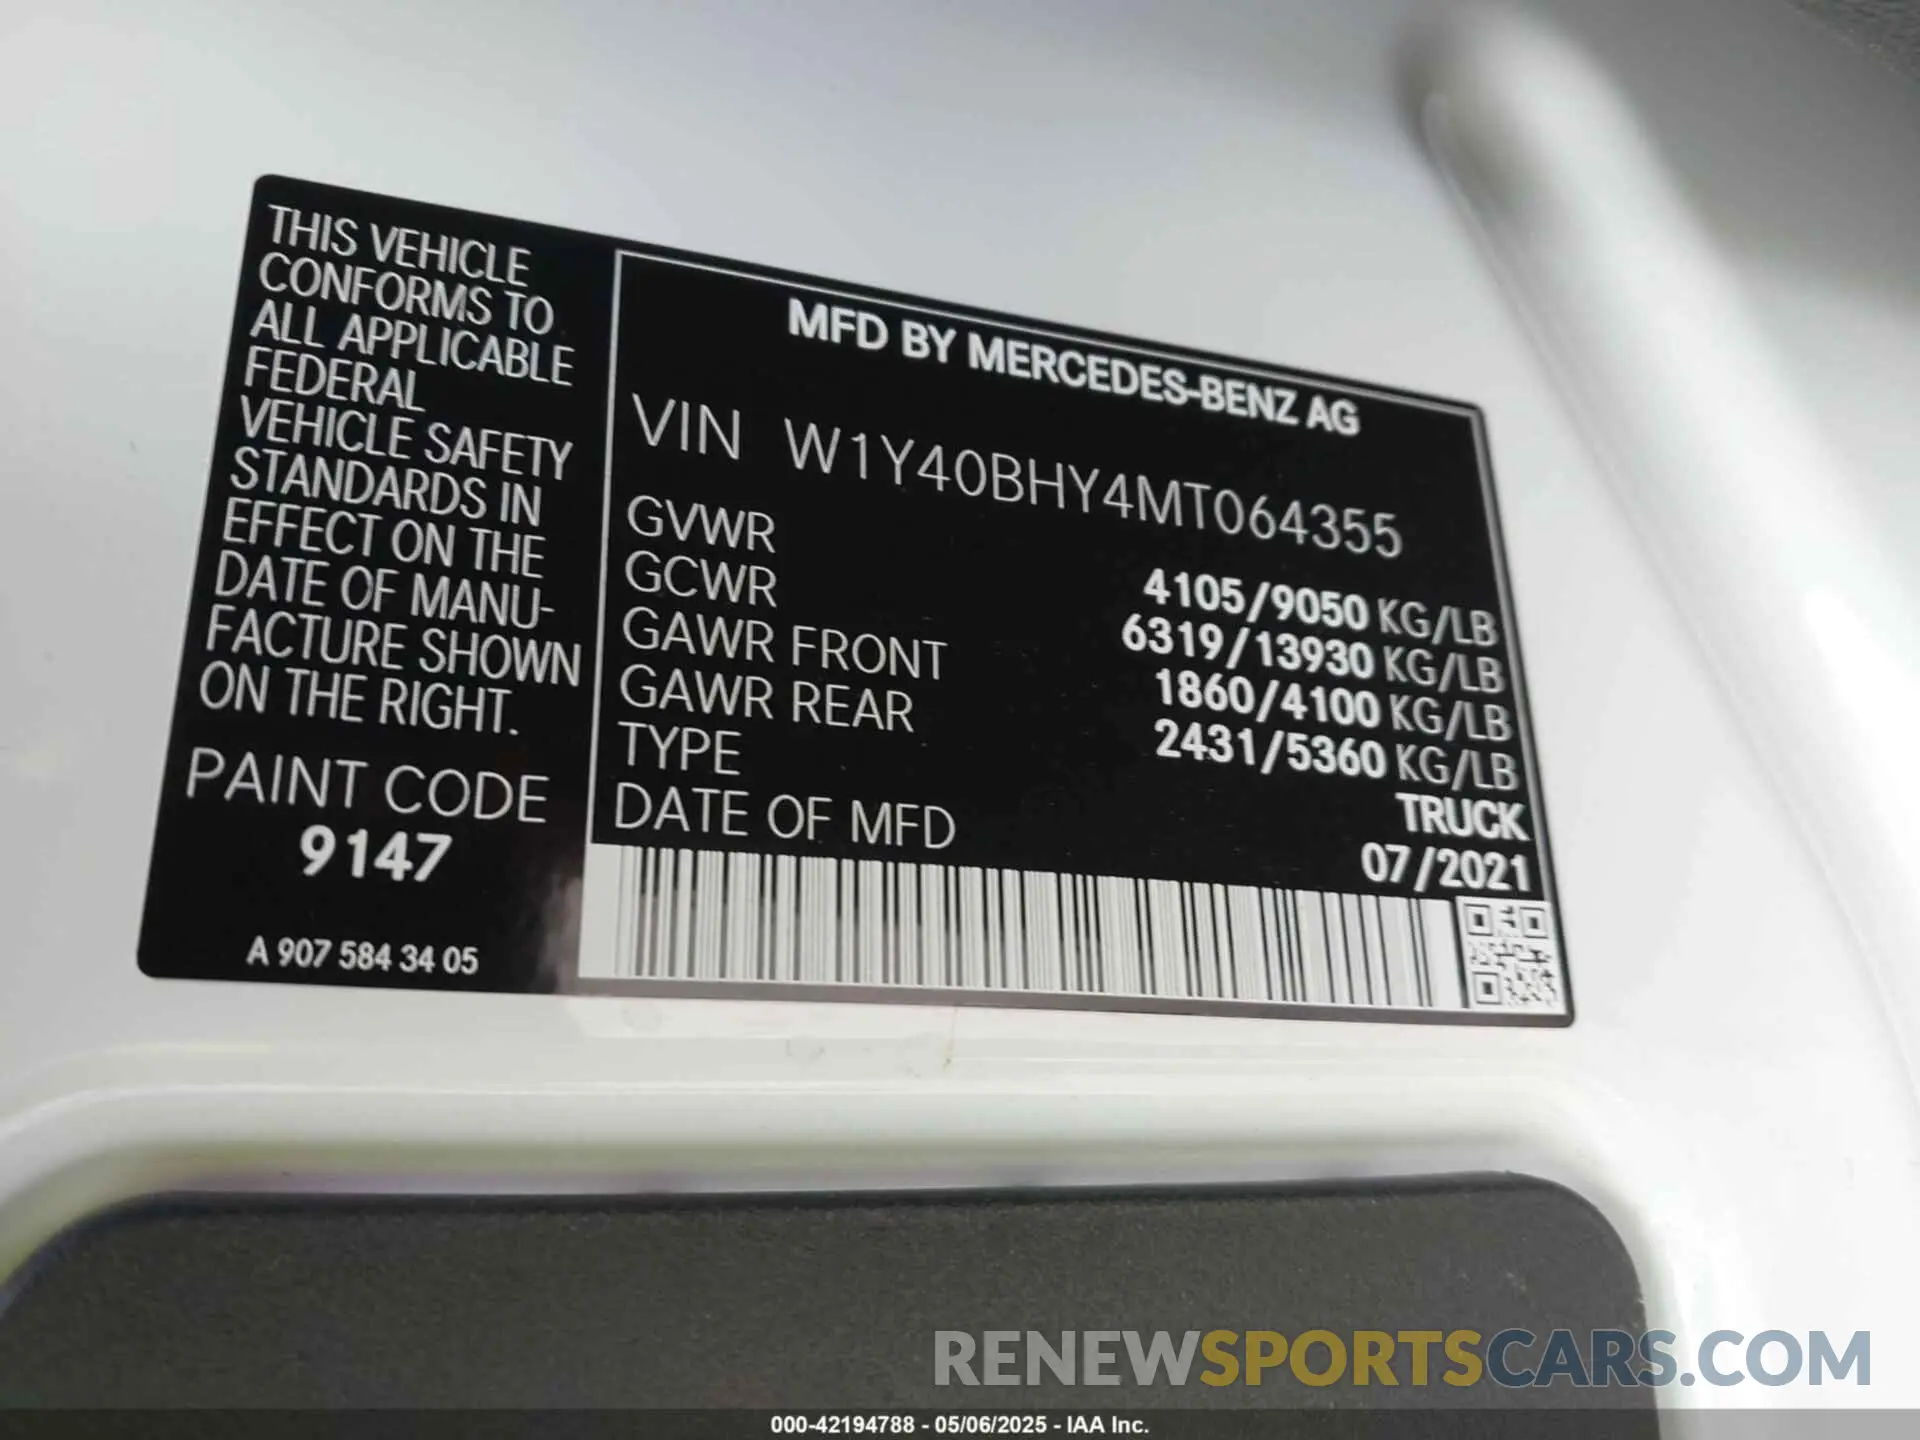 THIS VEHICLE
CONFORMS TO
ALL APPLICABLE
FEDERAL
VEHICLE SAFETY
STANDARDS IN
EFFECT ON THE
DATE OF MANU-
FACTURE SHOWN
ON THE RIGHT.
PAINT CODE
9147
A 907 584 34 05
MFD BY MERCEDES-BENZ AG
VIN W1Y40BHY4MT064355
GVWR 4105/9050 KG/LB
GCWR 6319/13930 KG/LB
GAWR FRONT 1860/4100 KG/LB
GAWR REAR 2431/5360 KG/LB
TYPE TRUCK
DATE OF MFD 07/2021
RENEWSPORTSCARS.COM
000-42194788 - 05/06/2025 - IAA Inc.